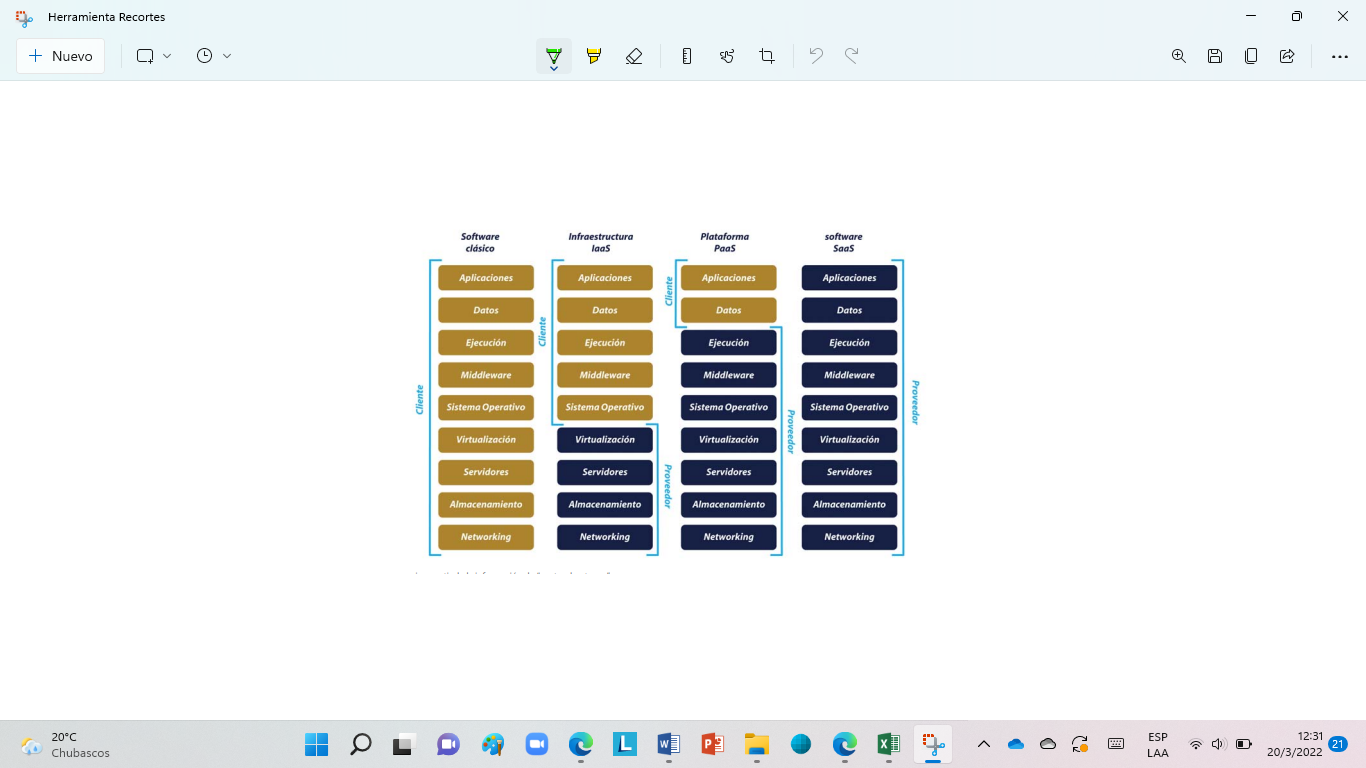 Herramienta Recortes
Nuevo
Software Infraestructura Plataforma software
clásico IaaS PaaS SaaS
Aplicaciones Aplicaciones Aplicaciones Aplicaciones
Datos Datos Datos Datos
Ejecución Ejecución Ejecución Ejecución
Middleware Middleware Middleware Middleware
Sistema Operativo Sistema Operativo Sistema Operativo Sistema Operativo
Virtualización Virtualización Virtualización Virtualización
Servidores Servidores Servidores Servidores
Almacenamiento Almacenamiento Almacenamiento Almacenamiento
Networking Networking Networking Networking
Cliente
Cliente
Proveedor
Cliente
Proveedor
Proveedor
20°C
Chubascos
L
ESP
LAA
12:31
20/3/2022
21